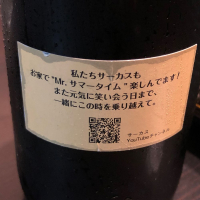 私たちサーカスも
お家で"Mr.サマータイム"楽しんでます!
また元気に笑い会う日まで、
一緒にこの時を乗り越えて。
サーカス
YouTubeチャンネル